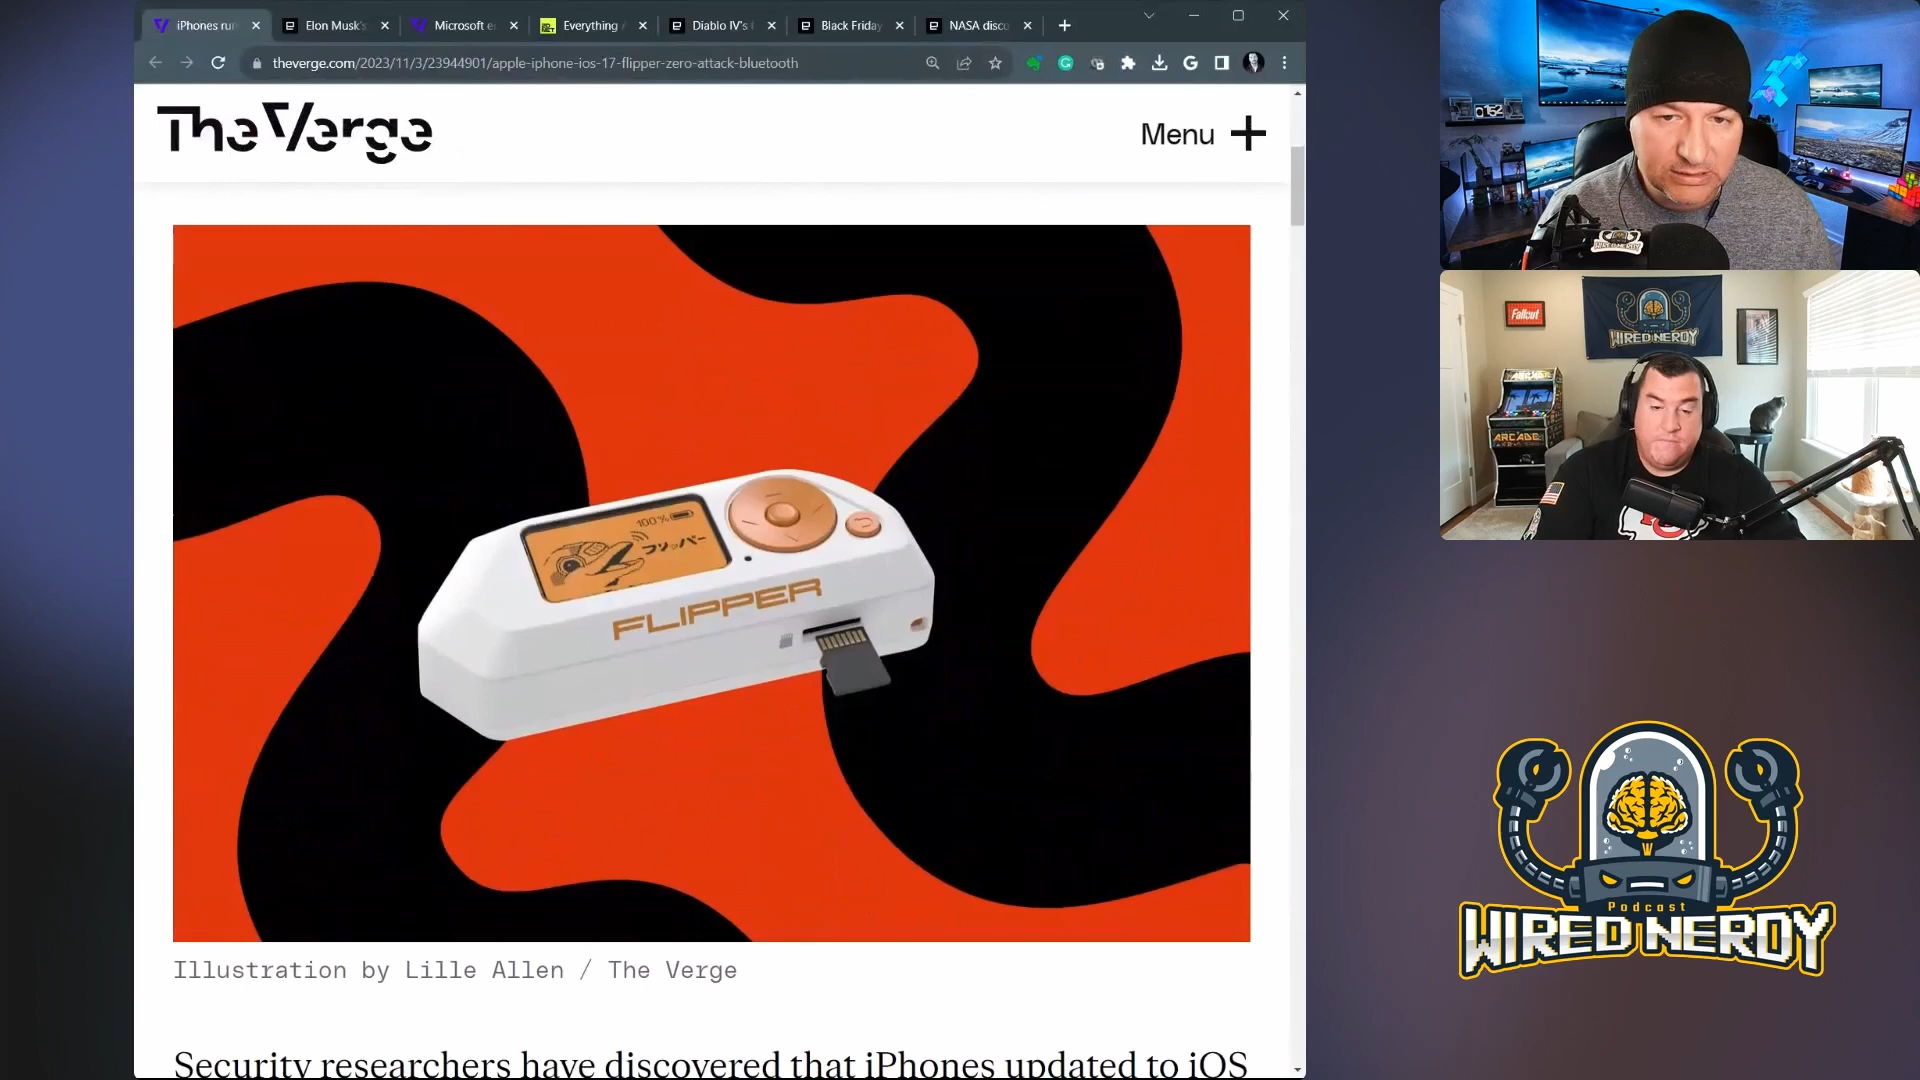 iPhones run
Elon Musk's
Microsoft e
Everything
Diablo IV's
Black Friday
NASA disco
theverge.com/2023/11/3/23944901/apple-iphone-ios-17-flipper-zero-attack-bluetooth
The Verge
Menu
100%
フリッパー
FLIPPER
Illustration by Lille Allen / The Verge
Security researchers have discovered that iPhones updated to iOS
WIRED NERDY
Fallout
WIRED NERDY
ARCADE
ARCADE
Podcast
WIRED NERDY